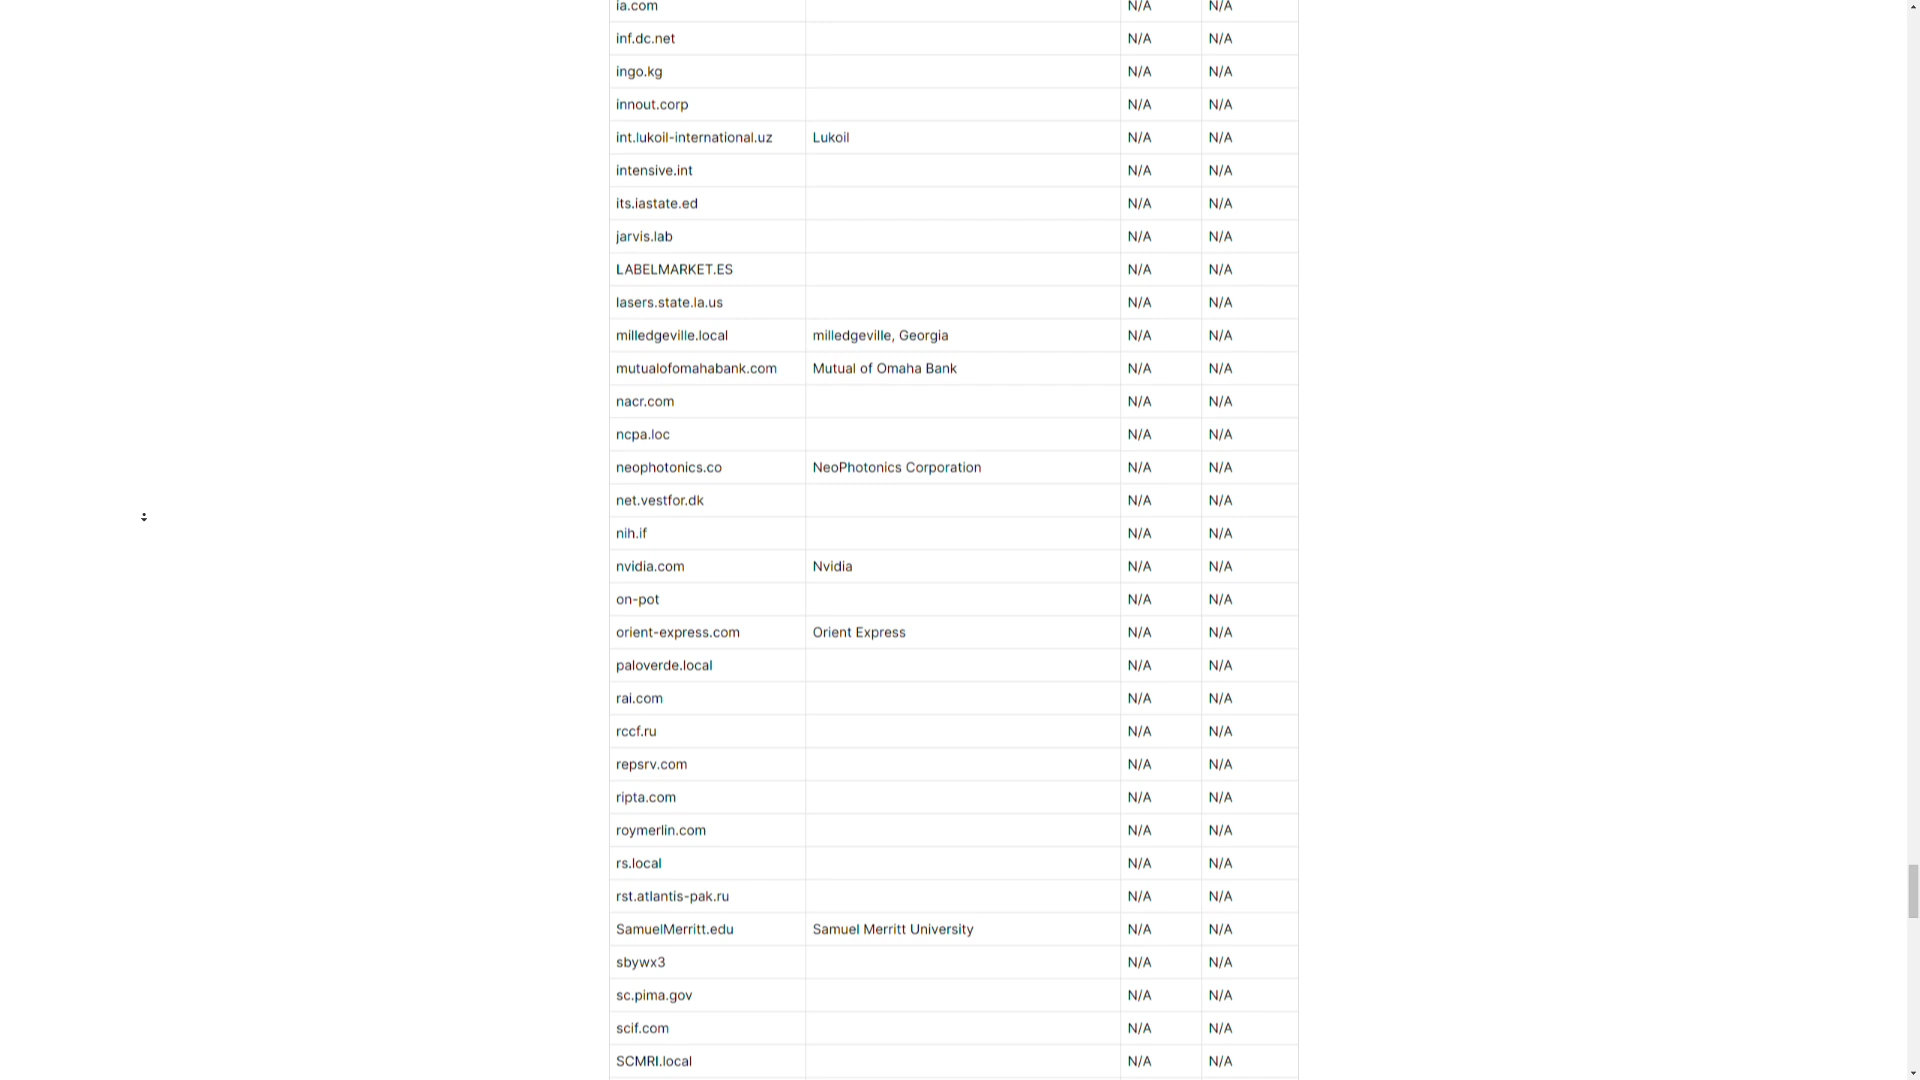 ia.com N/A N/A
inf.dc.net N/A N/A
ingo.kg N/A N/A
innout.corp N/A N/A
int.lukoil-international.uz Lukoil N/A N/A
intensive.int N/A N/A
its.iastate.ed N/A N/A
jarvis.lab N/A N/A
LABELMARKET.ES N/A N/A
lasers.state.la.us N/A N/A
milledgeville.local milledgeville, Georgia N/A N/A
mutualofomahabank.com Mutual of Omaha Bank N/A N/A
nacr.com N/A N/A
ncpa.loc N/A N/A
neophotonics.co NeoPhotonics Corporation N/A N/A
net.vestfor.dk N/A N/A
nih.if N/A N/A
nvidia.com Nvidia N/A N/A
on-pot N/A N/A
orient-express.com Orient Express N/A N/A
paloverde.local N/A N/A
rai.com N/A N/A
rccf.ru N/A N/A
repsrv.com N/A N/A
ripta.com N/A N/A
roymerlin.com N/A N/A
rs.local N/A N/A
rst.atlantis-pak.ru N/A N/A
SamuelMerritt.edu Samuel Merritt University N/A N/A
sbywx3 N/A N/A
sc.pima.gov N/A N/A
scif.com N/A N/A
SCMRI.local N/A N/A